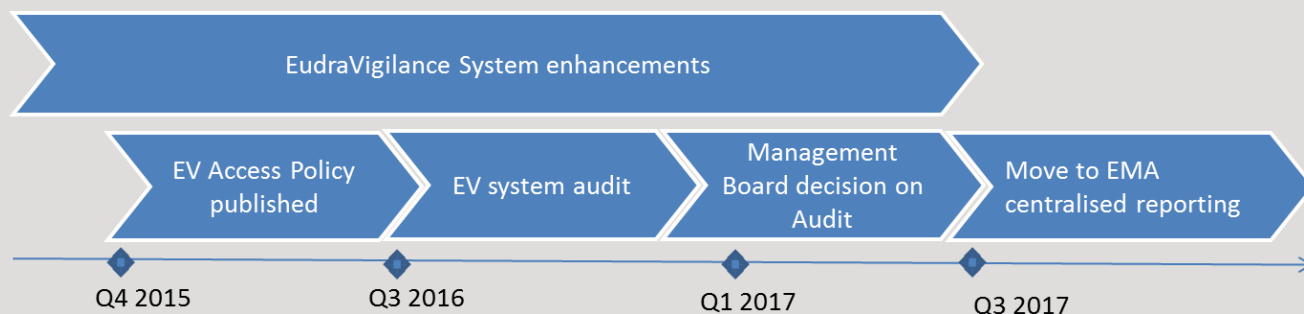 EudraVigilance System enhancements
EV Access Policy
published
EV system audit
Management
Board decision on
Audit
Move to EMA
centralised reporting
Q4 2015
Q3 2016
Q1 2017
Q3 2017